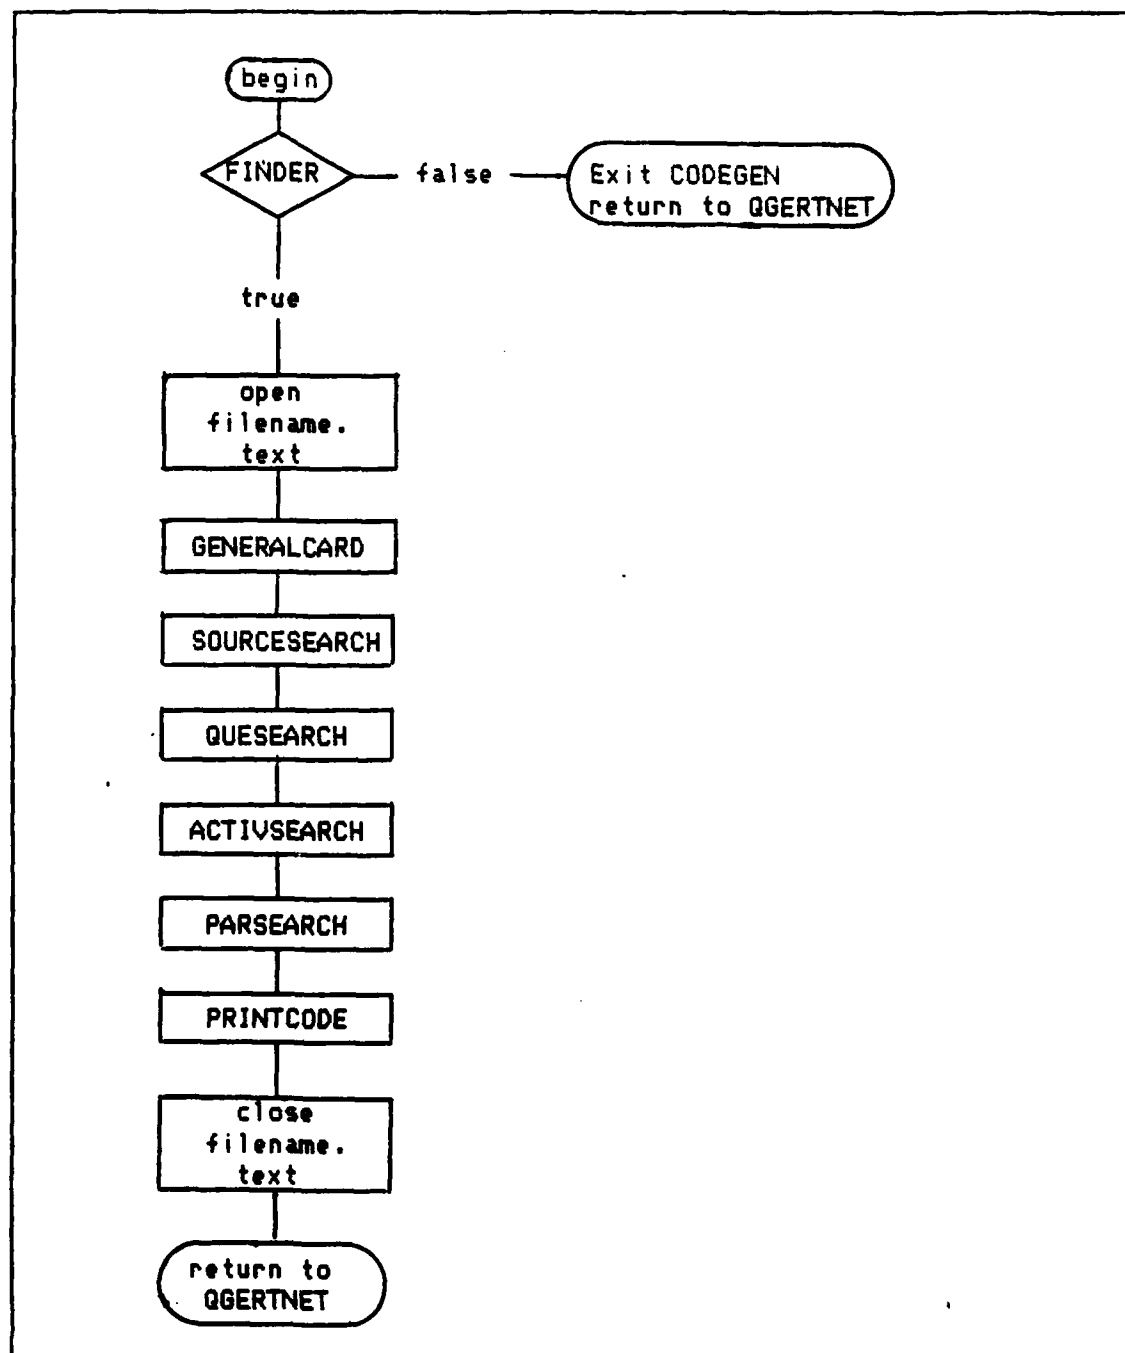 begin
FINDER
false
Exit CODEGEN
return to QGERTNET
true
open
filename.
text
GENERALCARD
SOURCESEARCH
QUESEARCH
ACTIVSEARCH
PARSEARCH
PRINTCODE
close
filename.
text
return to
QGERTNET